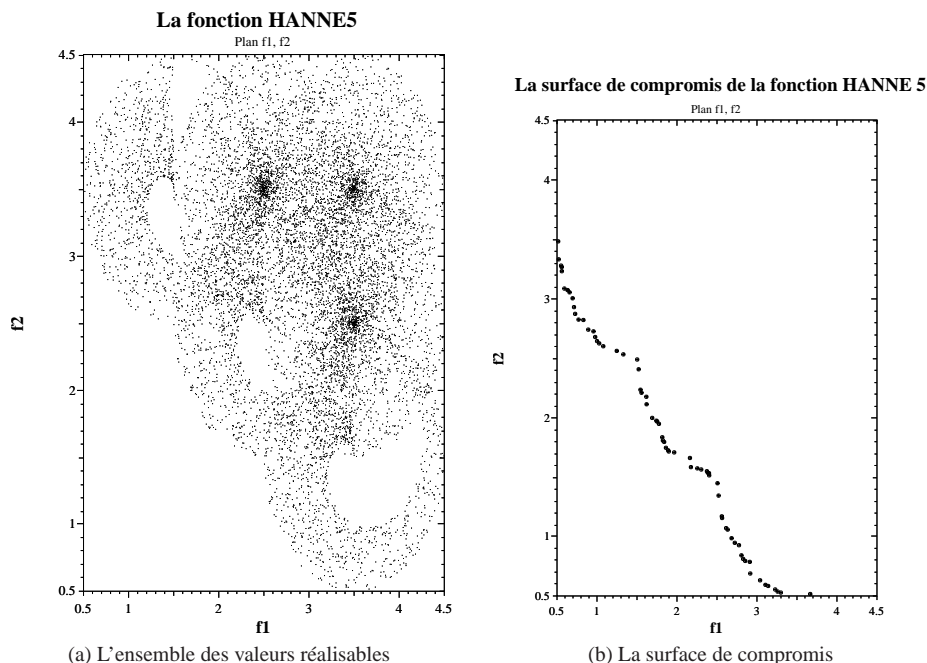 La fonction HANNE5
Plan f1, f2
4.5
4
3
2
1
0.5
f2
0.5
1
2
3
4
4.5
f1
(a) L'ensemble des valeurs réalisables
La surface de compromis de la fonction HANNE 5
Plan f1, f2
4.5
4
3
2
1
0.5
f2
0.5
1
2
3
4
4.5
f1
(b) La surface de compromis